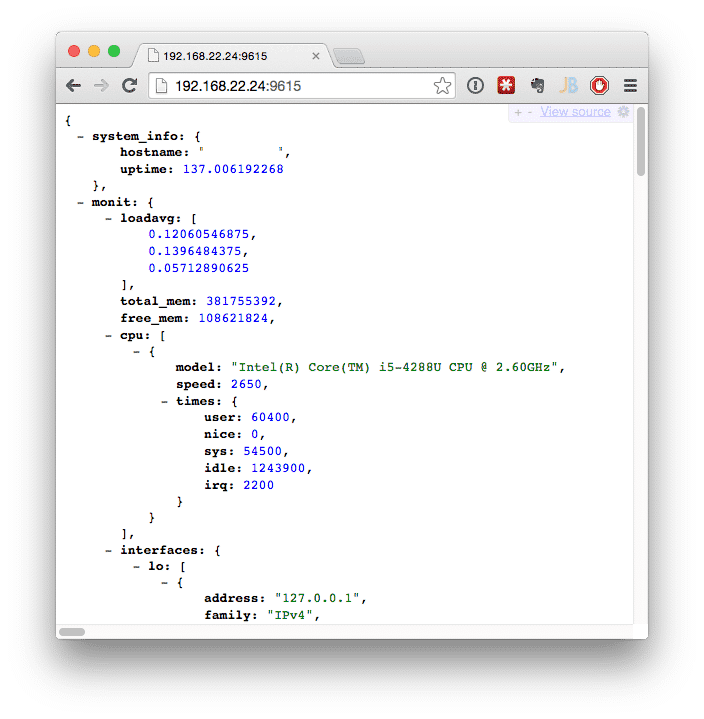 192.168.22.24:9615
192.168.22.24:9615
+ - View source
{
- system_info: {
hostname: " ",
uptime: 137.006192268
},
- monit: {
- loadavg: [
0.12060546875,
0.1396484375,
0.05712890625
],
total_mem: 381755392,
free_mem: 108621824,
- cpu: [
- {
model: "Intel(R) Core(TM) i5-4288U CPU @ 2.60GHz",
speed: 2650,
- times: {
user: 60400,
nice: 0,
sys: 54500,
idle: 1243900,
irq: 2200
}
}
],
- interfaces: {
- lo: [
- {
address: "127.0.0.1",
family: "IPv4",